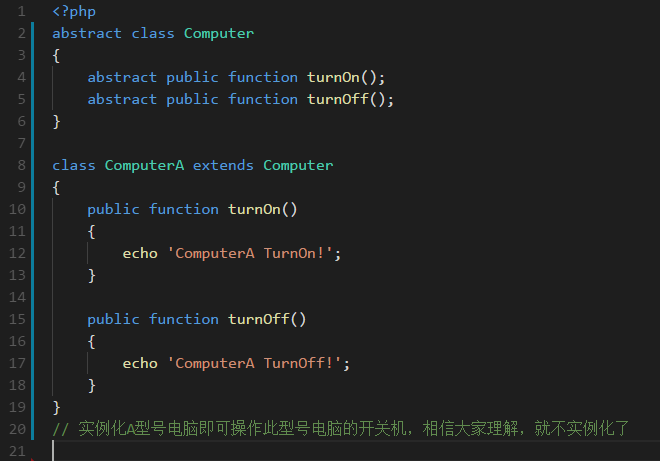 1 <?php
2 abstract class Computer
3 {
4     abstract public function turnOn();
5     abstract public function turnOff();
6 }
7
8 class ComputerA extends Computer
9 {
10     public function turnOn()
11     {
12         echo 'ComputerA TurnOn!';
13     }
14
15     public function turnOff()
16     {
17         echo 'ComputerA TurnOff!';
18     }
19 }
20 // 实例化A型号电脑即可操作此型号电脑的开关机，相信大家理解，就不实例化了
21